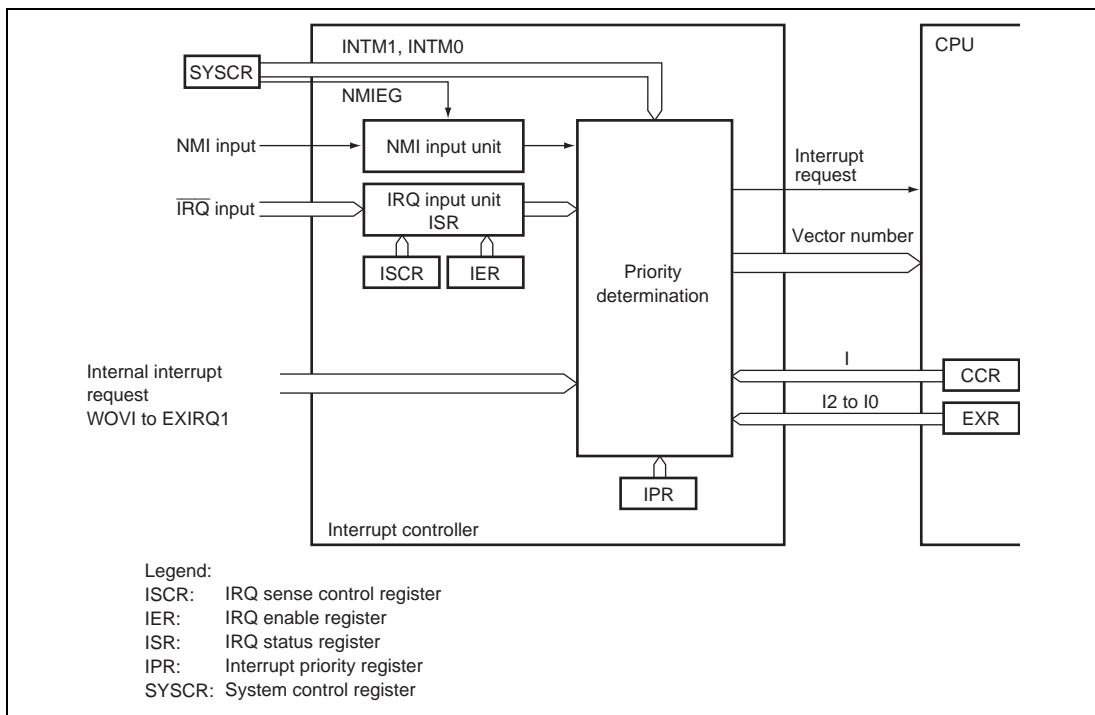 INTM1, INTM0
CPU
SYSCR
NMIEG
NMI input
NMI input unit
Interrupt
request
IRQ input
IRQ input unit
ISR
Vector number
ISCR
IER
Priority
determination
Internal interrupt
request
WOVI to EXIRQ1
I
CCR
I2 to I0
EXR
IPR
Interrupt controller
Legend:
ISCR: IRQ sense control register
IER: IRQ enable register
ISR: IRQ status register
IPR: Interrupt priority register
SYSCR: System control register